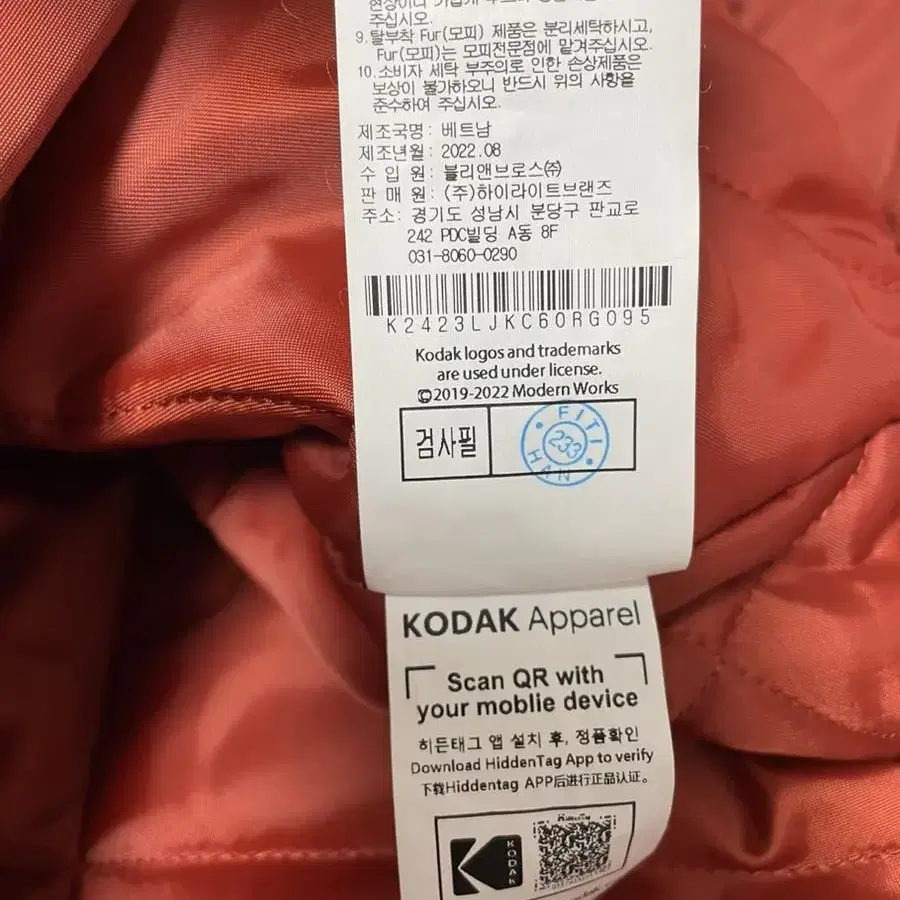 주십시오.
9.탈부착 Fur(모피) 제품은 분리세탁하시고,
Fur(모피)는 모피전문점에 맡겨주십시오.
10.소비자 세탁 부주의로 인한 손상제품은
보상이 불가하오니 반드시 위의 사항을
준수하여 주십시오.
제조국명: 베트남
제조년월: 2022.08
수 입 원: 블리앤브로스㈜
판 매 원: (주)하이라이트브랜즈
주소: 경기도 성남시 분당구 판교로
242 PDC빌딩 A동 8F
031-8060-0290
K2423LJKC60RG095
Kodak logos and trademarks
are used under license.
©2019-2022 Modern Works
검사필
FITI
233
HAN
KODAK Apparel
Scan QR with
your moblie device
히든태그 앱 설치 후, 정품확인
Download HiddenTag App to verify
下载Hiddentag APP后进行正品认证。
KODAK
HiddenTag